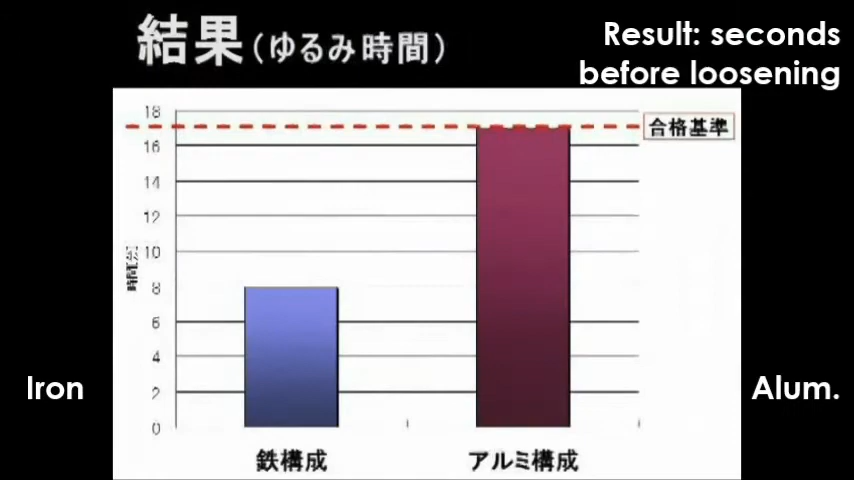 結果(ゆるみ時間)
Result: seconds
before loosening
18
合格基準
16
14
12
10
8
6
4
2
0
Iron
Alum.
鉄構成
アルミ構成